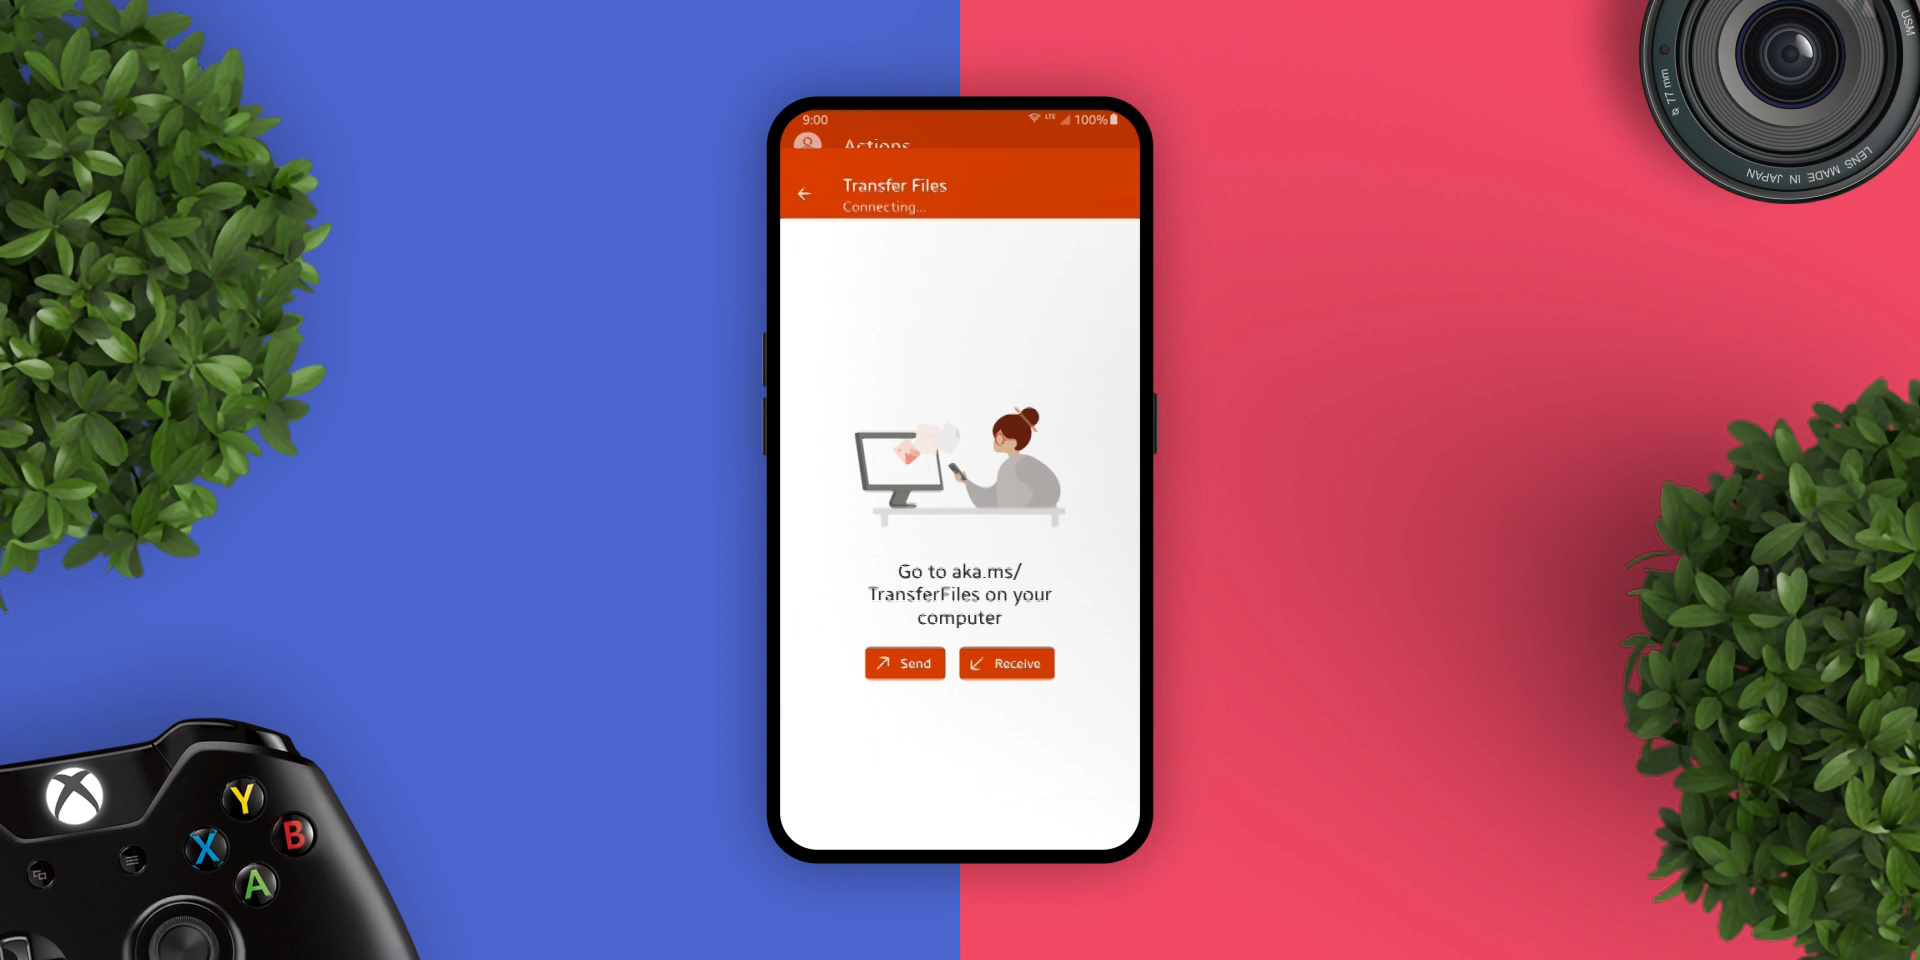 9:00
LTE
100%
Actions
Transfer Files
Connecting...
Go to aka.ms/
TransferFiles on your
computer
Send
Receive
USM
ø 77 mm
LENS MADE IN JAPAN
Y
X
B
A